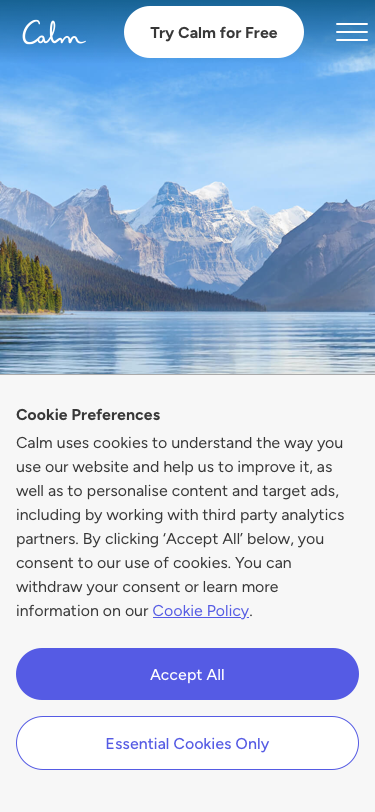 Calm
Try Calm for Free
Cookie Preferences
Calm uses cookies to understand the way you
use our website and help us to improve it, as
well as to personalise content and target ads,
including by working with third party analytics
partners. By clicking ‘Accept All’ below, you
consent to our use of cookies. You can
withdraw your consent or learn more
information on our Cookie Policy.
Accept All
Essential Cookies Only